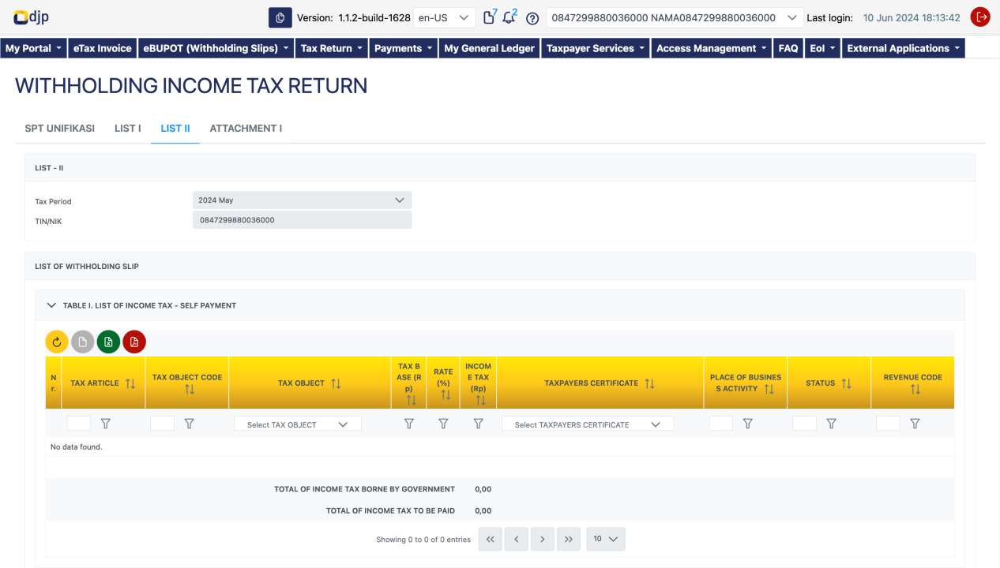 djp
Version: 1.1.2-build-1628 en-US 7 2 0847299880036000 NAMA0847299880036000 Last login: 10 Jun 2024 18:13:42
My Portal eTax Invoice eBUPOT (Withholding Slips) Tax Return Payments My General Ledger Taxpayer Services Access Management FAQ EoI External Applications
WITHHOLDING INCOME TAX RETURN
SPT UNIFIKASI LIST I LIST II ATTACHMENT I
LIST - II
Tax Period 2024 May
TIN/NIK 0847299880036000
LIST OF WITHHOLDING SLIP
TABLE I. LIST OF INCOME TAX - SELF PAYMENT
N
r.
TAX ARTICLE
TAX OBJECT CODE
TAX OBJECT
TAX B
ASE (R
p)
RATE
(%)
INCOM
E TAX
(Rp)
TAXPAYERS CERTIFICATE
PLACE OF BUSINES
S ACTIVITY
STATUS
REVENUE CODE
Select TAX OBJECT Select TAXPAYERS CERTIFICATE
No data found.
TOTAL OF INCOME TAX BORNE BY GOVERNMENT 0,00
TOTAL OF INCOME TAX TO BE PAID 0,00
Showing 0 to 0 of 0 entries 10